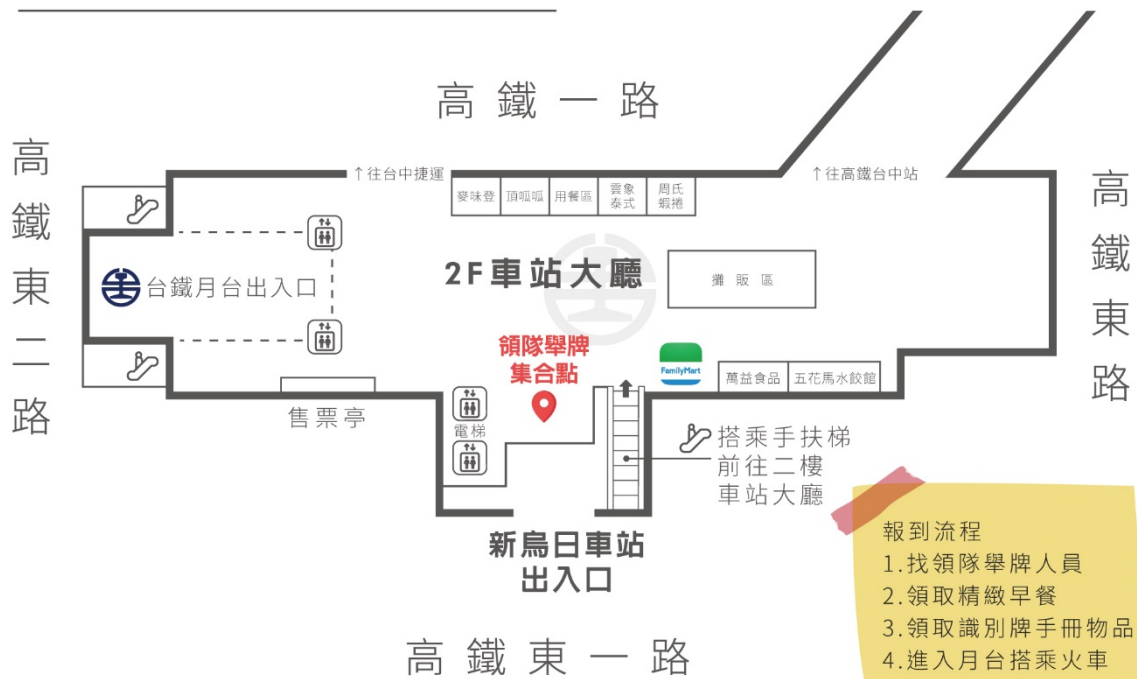 高鐵一路
高鐵東二路
高鐵東路
↑往台中捷運
↑往高鐵台中站
麥味登
頂呱呱
用餐區
雲象
泰式
周氏
蝦捲
台鐵月台出入口
2F車站大廳
攤販區
領隊舉牌
集合點
FamilyMart
萬益食品
五花馬水餃館
售票亭
電梯
搭乘手扶梯
前往二樓
車站大廳
新烏日車站
出入口
高鐵東一路
報到流程
1.找領隊舉牌人員
2.領取精緻早餐
3.領取識別牌手冊物品
4.進入月台搭乘火車